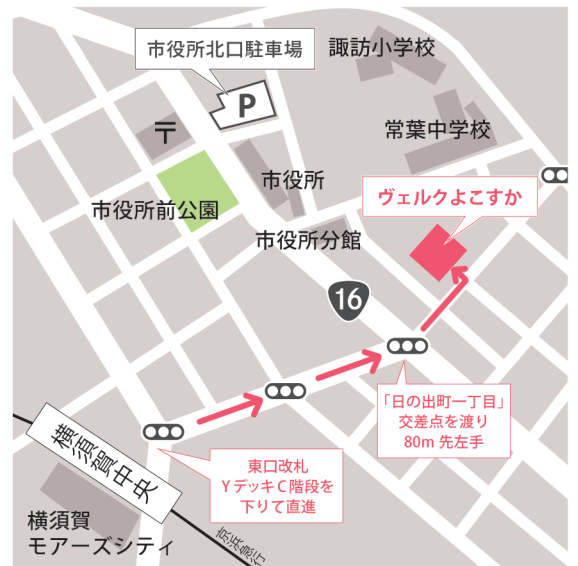 市役所北口駐車場
諏訪小学校
P
〒
常葉中学校
市役所
ヴェルクよこすか
市役所前公園
市役所分館
16
「日の出町一丁目」
交差点を渡り
80m 先左手
横須賀中央
東口改札
YデッキC階段を
下りて直進
横須賀
モアーズシティ
京浜急行